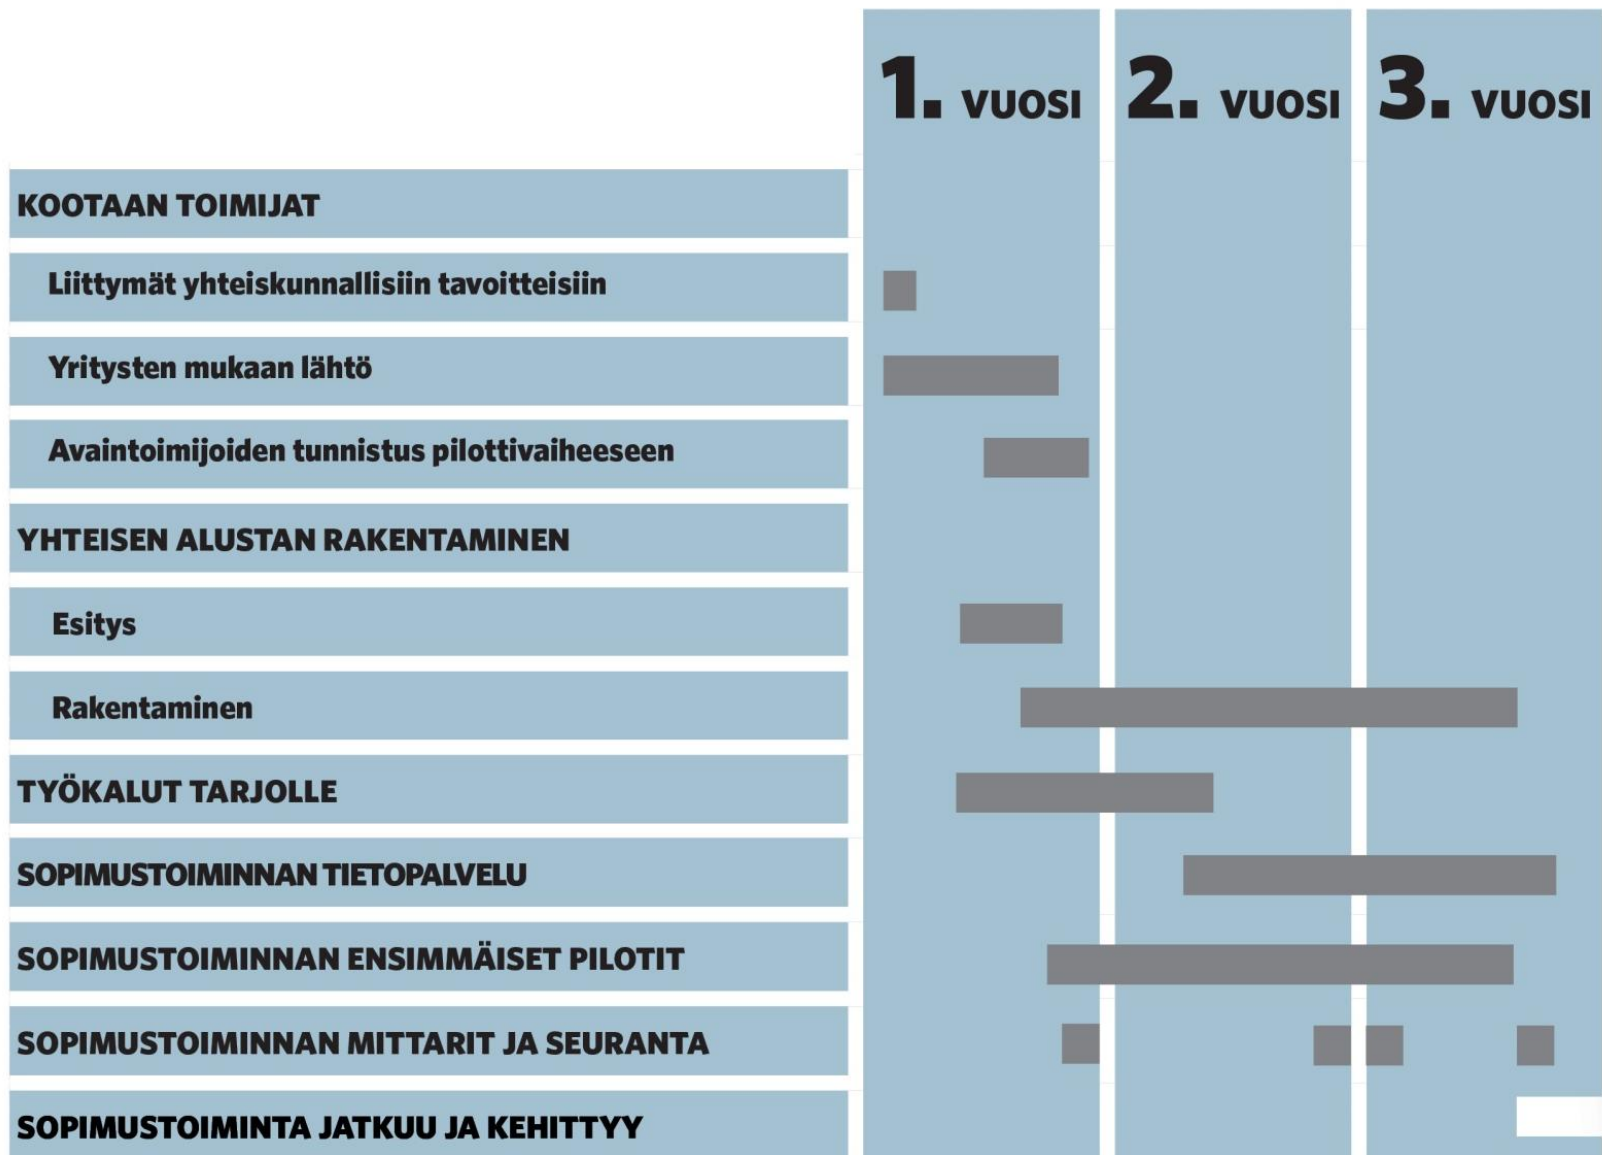 1. VUOSI 2. VUOSI 3. VUOSI
KOOTAAN TOIMIJAT
Liittymät yhteiskunnallisiin tavoitteisiin
Yritysten mukaan lähtö
Avaintoimijoiden tunnistus pilottivaiheeseen
YHTEISEN ALUSTAN RAKENTAMINEN
Esitys
Rakentaminen
TYÖKALUT TARJOLLE
SOPIMUSTOIMINNAN TIETOPALVELU
SOPIMUSTOIMINNAN ENSIMMÄISET PILOTIT
SOPIMUSTOIMINNAN MITTARIT JA SEURANTA
SOPIMUSTOIMINTA JATKUU JA KEHITTYY